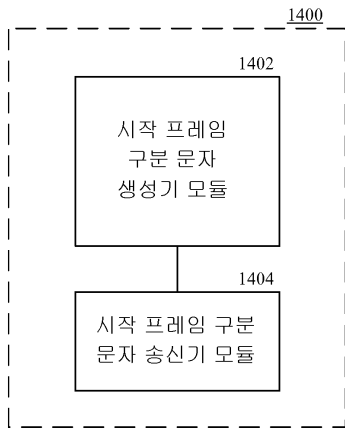 1400
1402
시작 프레임
구분 문자
생성기 모듈
1404
시작 프레임 구분
문자 송신기 모듈